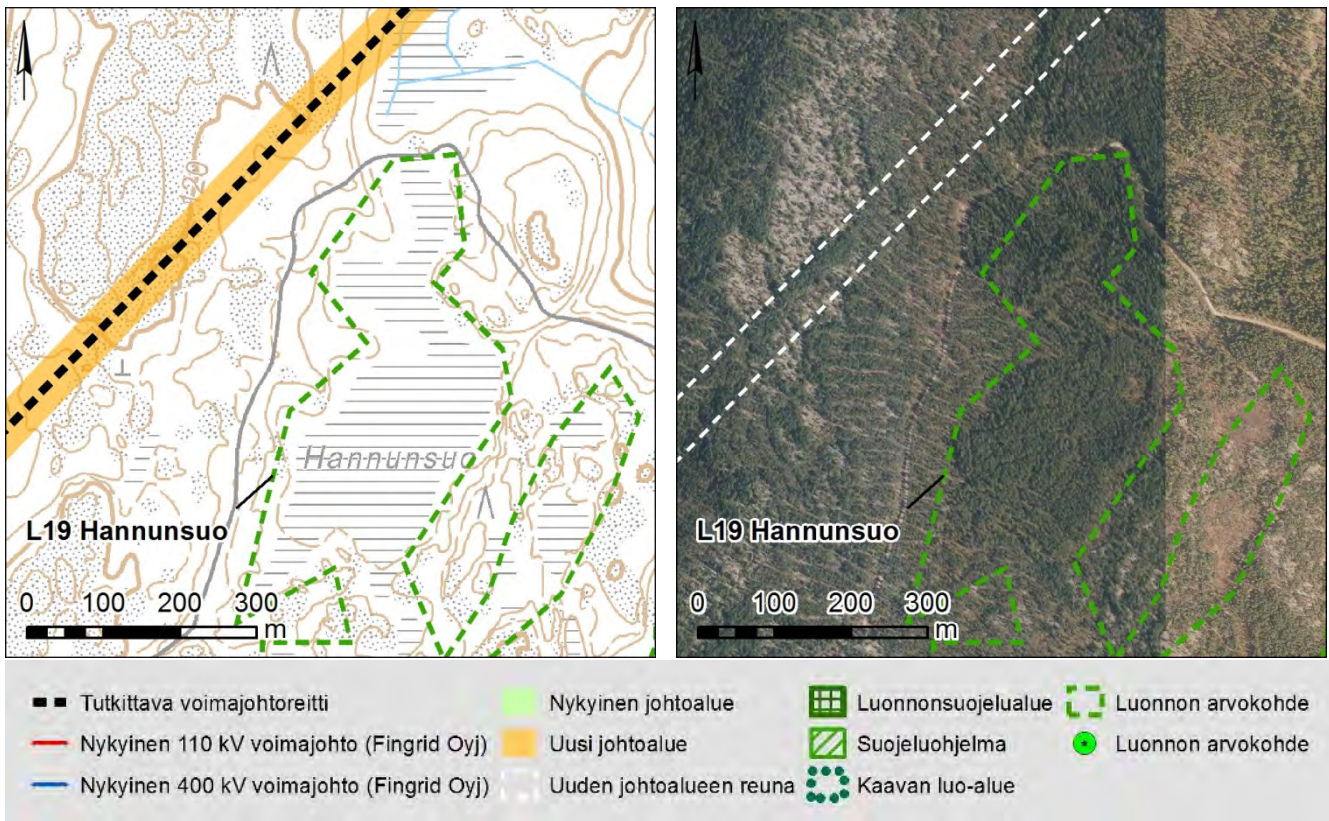 120
Hannunsuo
L19 Hannunsuo
0 100 200 300
m
L19 Hannunsuo
0 100 200 300
m
Tutkittava voimajohtoreitti
Nykyinen 110 kV voimajohto (Fingrid Oyj)
Nykyinen 400 kV voimajohto (Fingrid Oyj)
Nykyinen johtoalue
Uusi johtoalue
Uuden johtoalueen reuna
Luonnonsuojelualue
Suojeluohjelma
Kaavan luo-alue
Luonnon arvokohde
Luonnon arvokohde